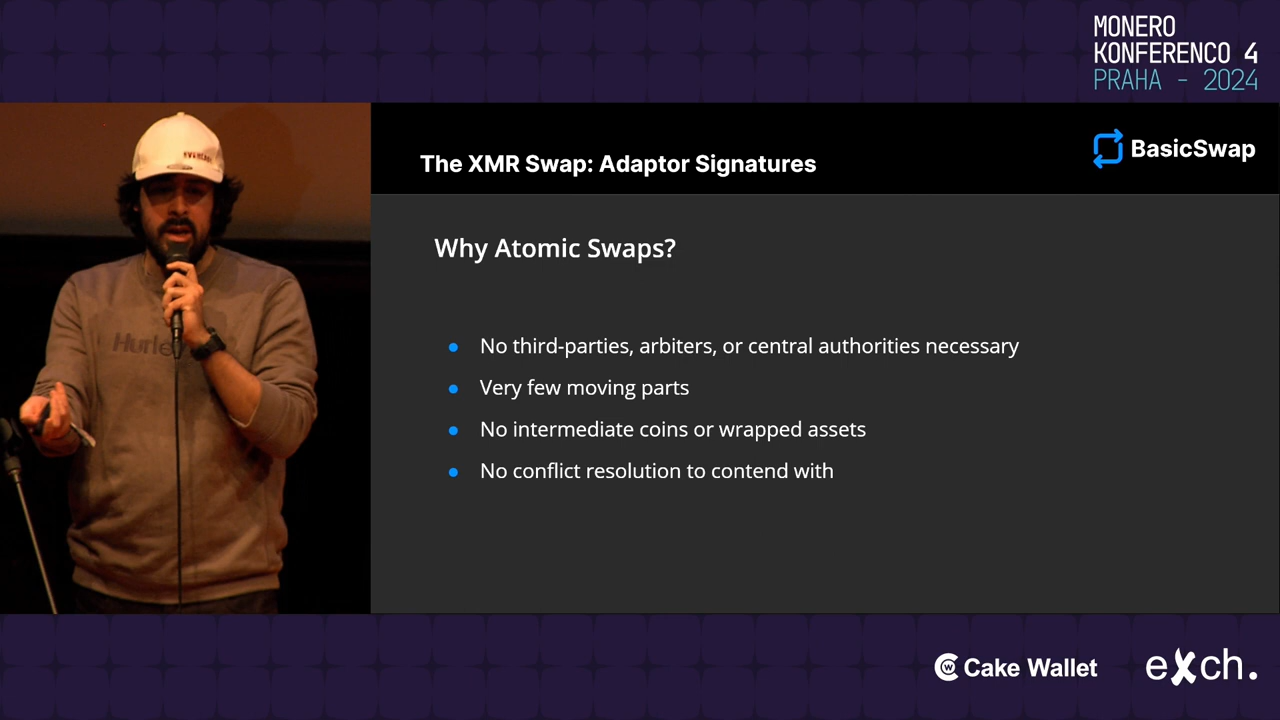 MONERO
KONFERENCO 4
PRAHA - 2024
The XMR Swap: Adaptor Signatures
BasicSwap
Why Atomic Swaps?
No third-parties, arbiters, or central authorities necessary
Very few moving parts
No intermediate coins or wrapped assets
No conflict resolution to contend with
Cake Wallet
eXch.